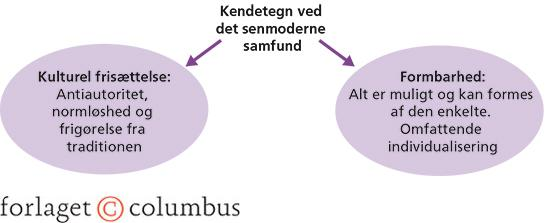 Kendetegn ved
det senmoderne
samfund
Kulturel frisættelse:
Antiautoritet,
normløshed og
frigørelse fra
traditionen
Formbarhed:
Alt er muligt og kan formes
af den enkelte.
Omfattende
individualisering
forlaget © columbus